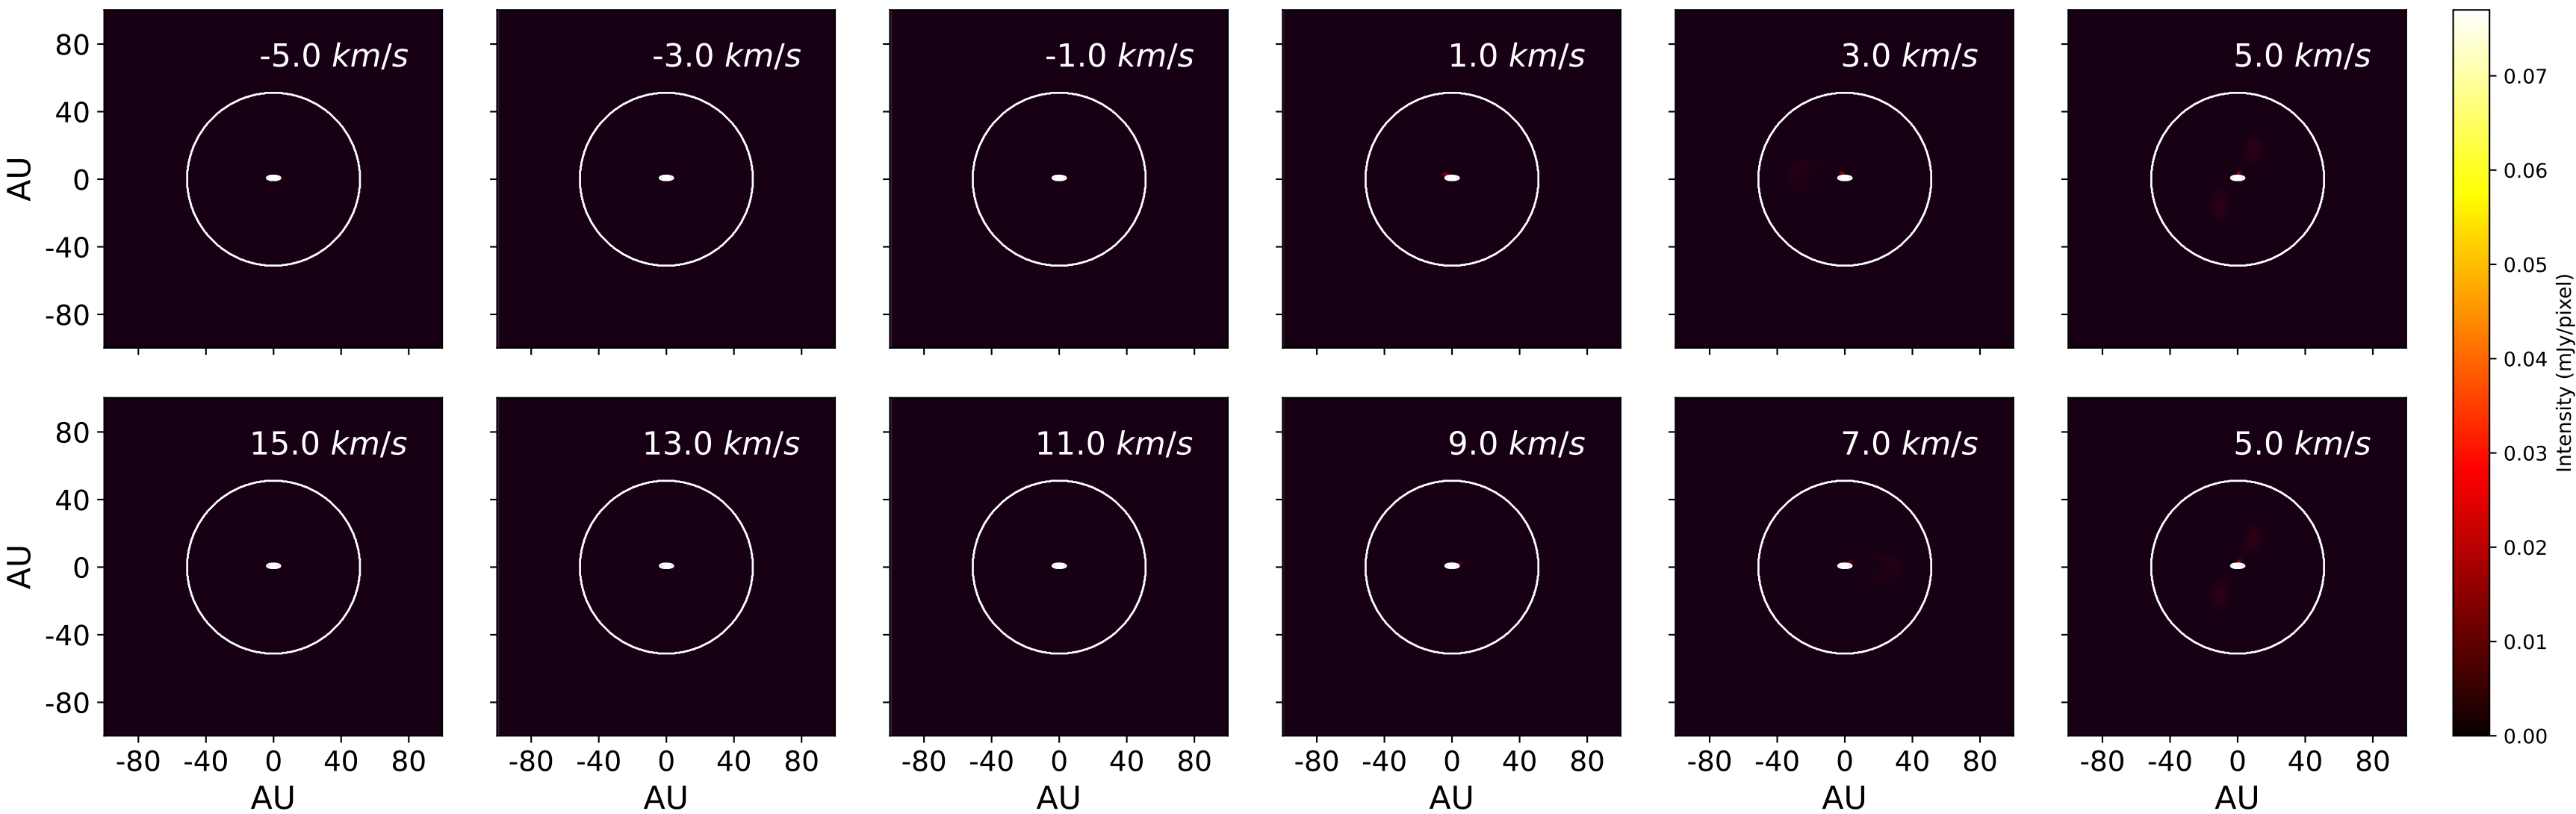 -5.0 km/s
-3.0 km/s
-1.0 km/s
1.0 km/s
3.0 km/s
5.0 km/s
80
40
0
-40
-80
AU
15.0 km/s
13.0 km/s
11.0 km/s
9.0 km/s
7.0 km/s
5.0 km/s
80
40
0
-40
-80
AU
-80 -40 0 40 80
-80 -40 0 40 80
-80 -40 0 40 80
-80 -40 0 40 80
-80 -40 0 40 80
-80 -40 0 40 80
AU
AU
AU
AU
AU
AU
0.07
0.06
0.05
0.04
0.03
0.02
0.01
0.00
Intensity (mJy/pixel)